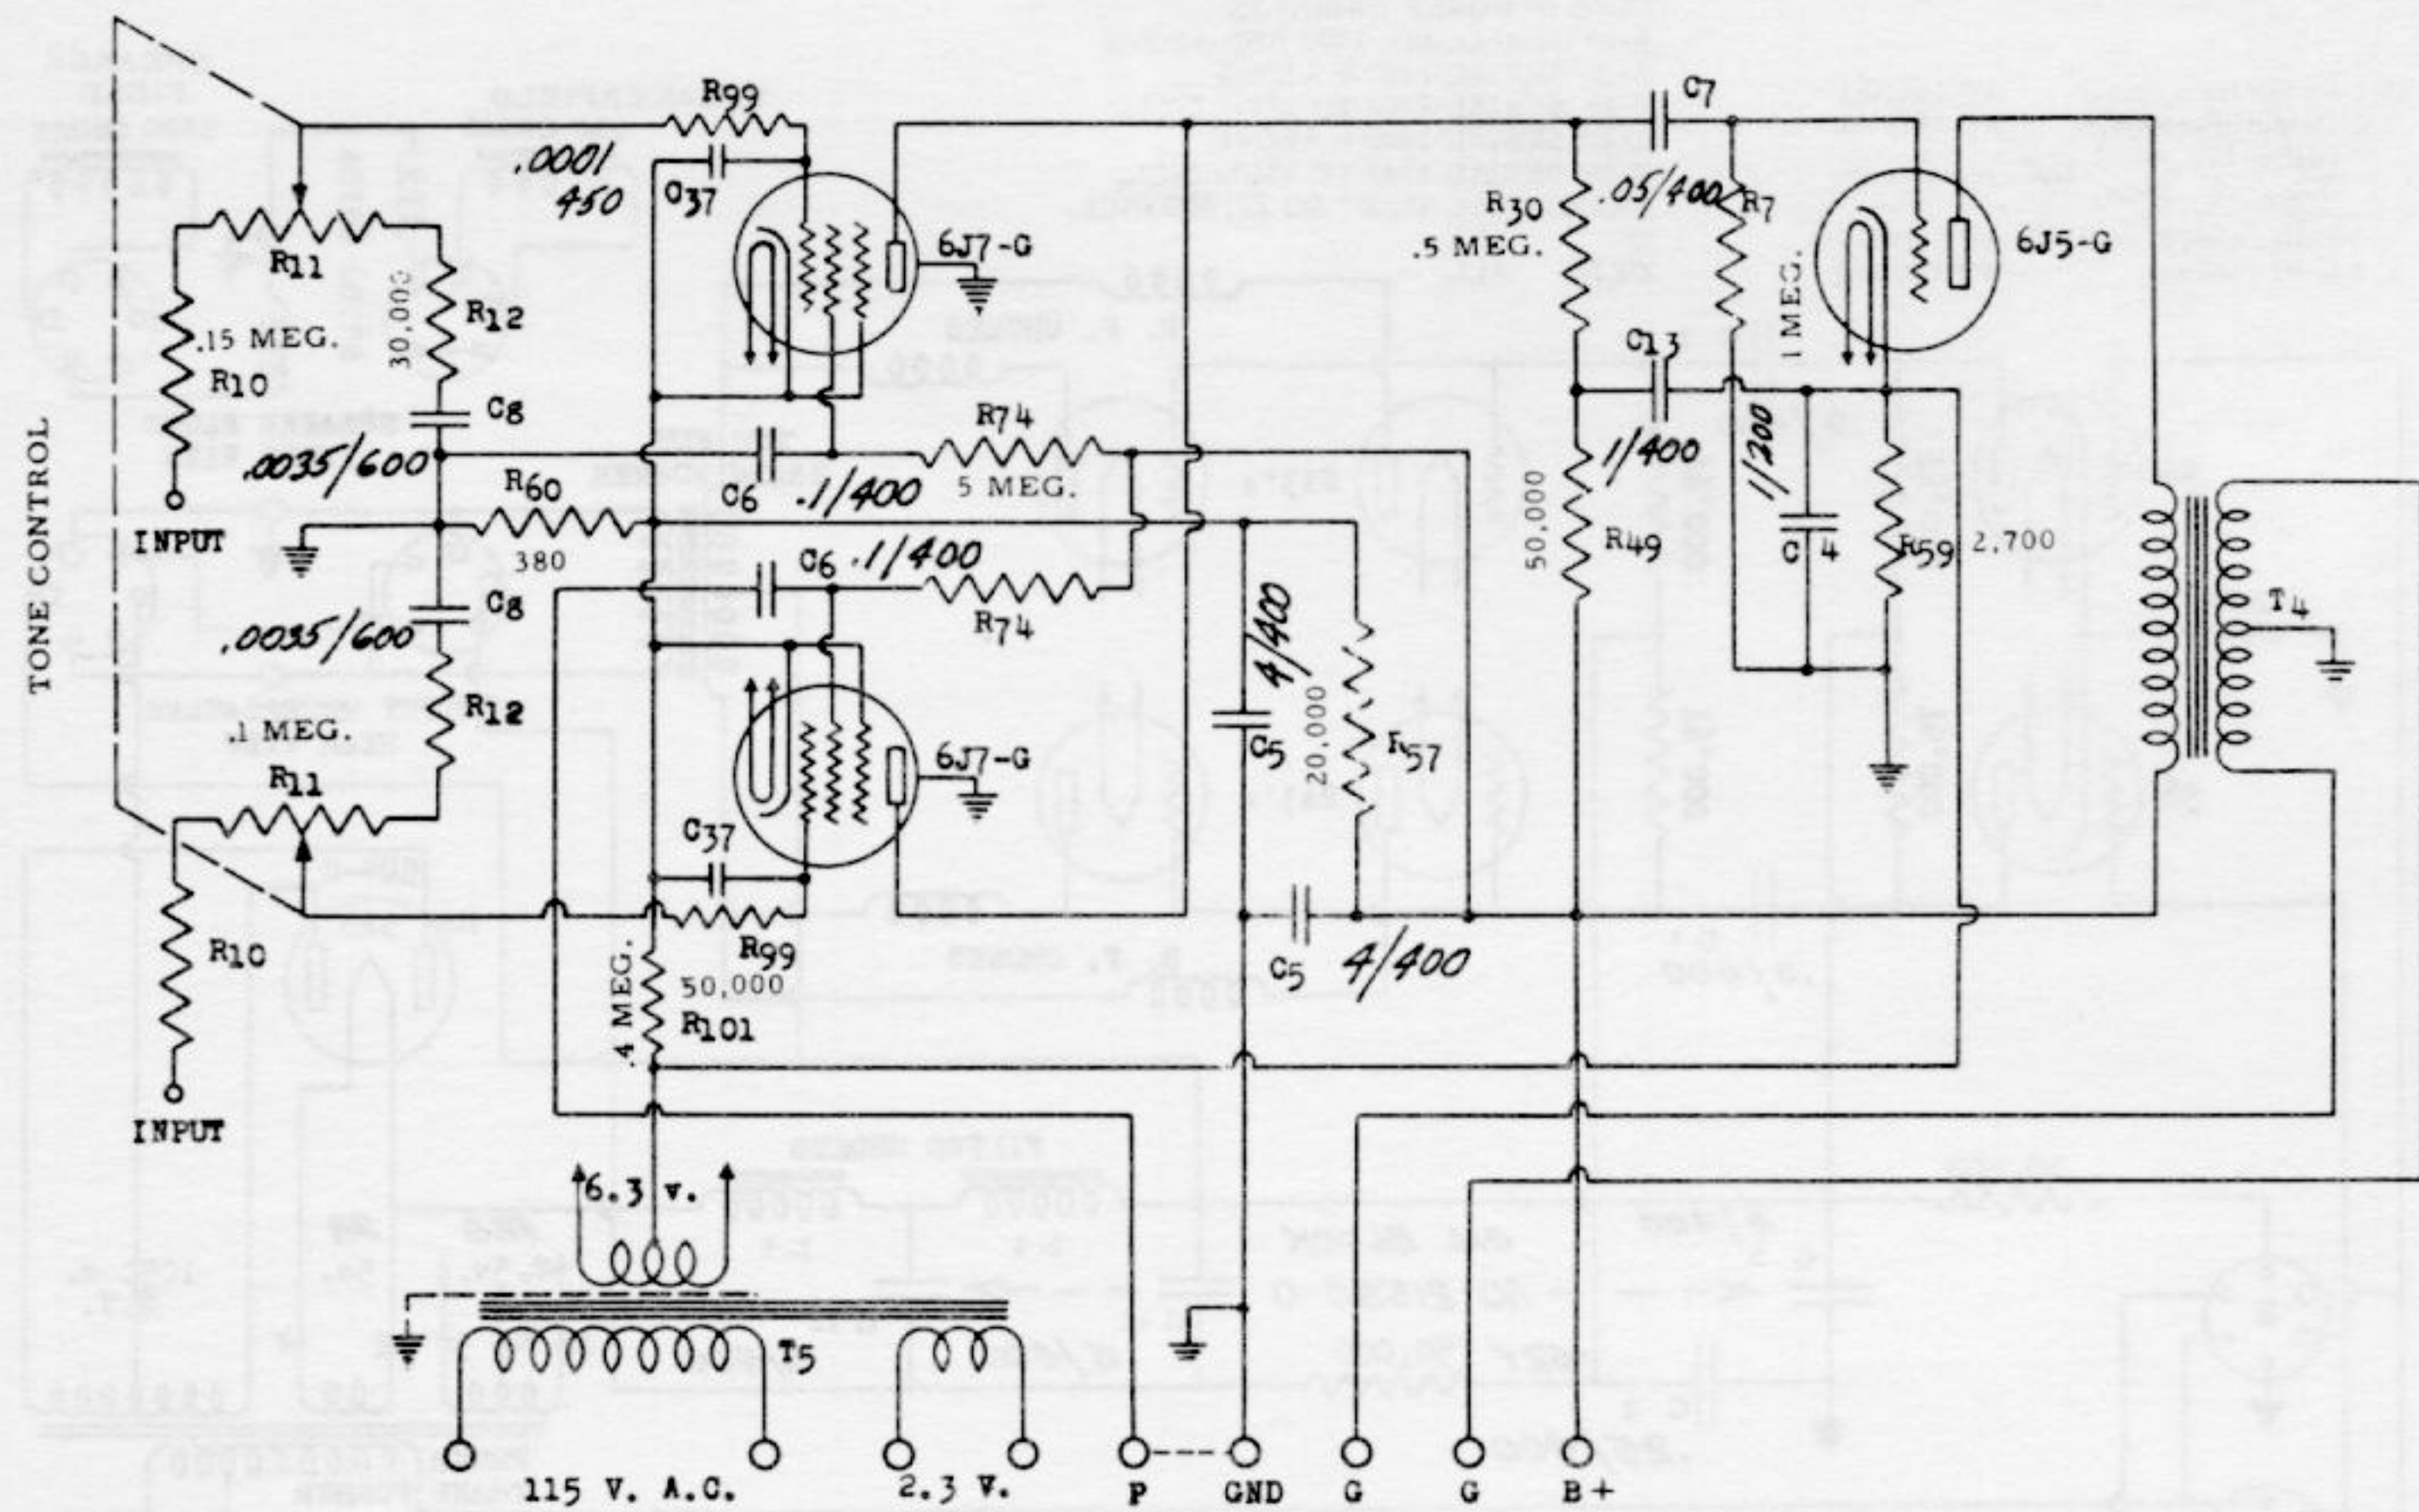 R99
C7
.0001
450
C37
R30
.5 MEG.
.05/400
R7
6J7-G
6J5-G
R11
30,000
R12
.15 MEG.
R10
1 MEG.
C13
C8
.0035/600
R74
C6
.1/400
5 MEG.
1/400
1/200
TONE CONTROL
INPUT
R60
380
C6
.1/400
R74
50,000
R49
C4
R59
2,700
T4
C8
.0035/600
R12
4/400
C5
20,000
R57
.1 MEG.
R11
6J7-G
C37
R10
R99
50,000
R101
.4 MEG.
C5
4/400
INPUT
6.3 v.
T5
115 V. A.C.
2.3 V.
P
GND
G
G
B+